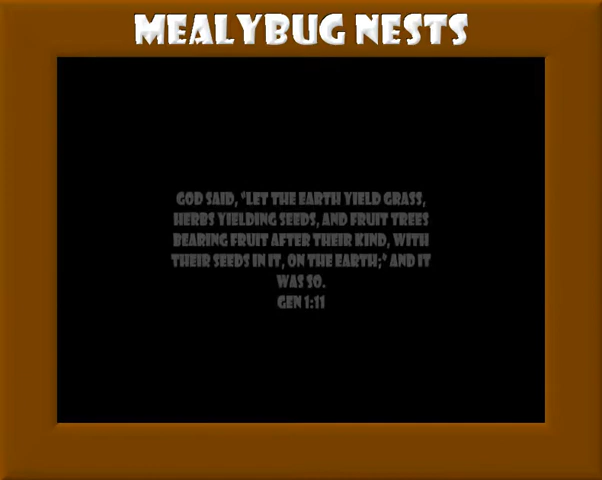 MEALYBUG NESTS
GOD SAID, "LET THE EARTH YIELD GRASS,
HERBS YIELDING SEEDS, AND FRUIT TREES
BEARING FRUIT AFTER THEIR KIND, WITH
THEIR SEEDS IN IT, ON THE EARTH;" AND IT
WAS SO.
GEN 1:11